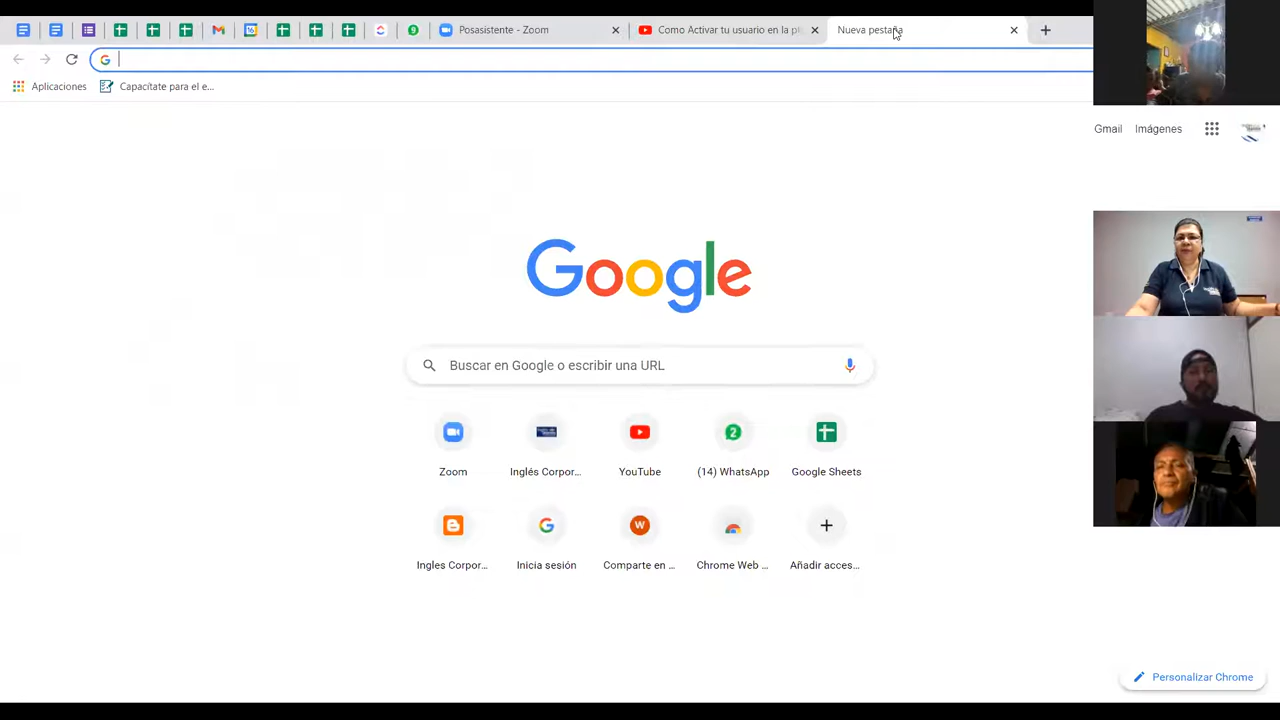 Posasistente - Zoom
Como Activar tu usuario en la pl
Nueva pestaña
Aplicaciones
Capacítate para el e...
Gmail
Imágenes
Google
Buscar en Google o escribir una URL
Zoom
Inglés Corpor...
YouTube
(14) WhatsApp
Google Sheets
Ingles Corpor...
Inicia sesión
Comparte en ...
Chrome Web ...
Añadir acces...
Personalizar Chrome